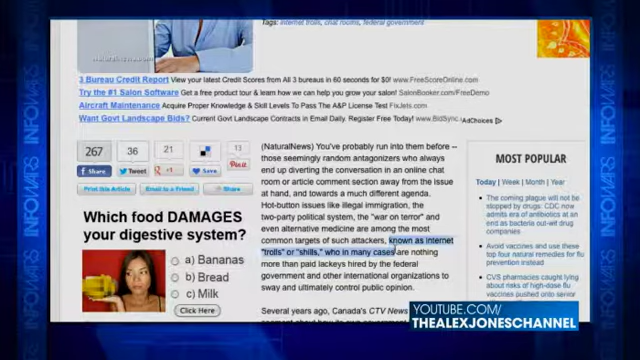 Tags: internet trolls, chat rooms, federal government
3 Bureau Credit Report View your latest Credit Scores from All 3 bureaus in 60 seconds for $0! www.FreeScoreOnline.com
Try the #1 Salon Software Get a free product tour & learn how we can help you grow your salon! SalonBooker.com/FreeDemo
Aircraft Maintenance Acquire Proper Knowledge & Skill Levels To Pass The A&P License Test FixJets.com
Want Govt Landscape Bids? Current Govt Landscape Contracts in Email Daily. Register Free Today! www.BidSync.
AdChoices
267
36
21
13
Share
Tweet
+1
Save
Pin it
Print this Article
Email to a Friend
Share
Which food DAMAGES
your digestive system?
a) Bananas
b) Bread
c) Milk
Click Here
(NaturalNews) You've probably run into them before --
those seemingly random antagonizers who always
end up diverting the conversation in an online chat
room or article comment section away from the issue
at hand, and towards a much different agenda.
Hot-button issues like illegal immigration, the
two-party political system, the "war on terror" and
even alternative medicine are among the most
common targets of such attackers, known as internet
"trolls" or "shills," who in many cases are nothing
more than paid lackeys hired by the federal
government and other international organizations to
sway and ultimately control public opinion.
Several years ago, Canada's CTV News
MOST POPULAR
Today | Week | Month | Year
The coming plague will not be
stopped by drugs: CDC now
admits era of antibiotics at an
end as bacteria out-wit drug
companies
Avoid vaccines and use these
top four natural remedies for flu
prevention instead
CVS pharmacies caught lying
about risks of high-dose flu
vaccines pushed onto senior
INFOWARS
INFOWARS
YOUTUBE.COM/
THEALEXJONESCHANNEL